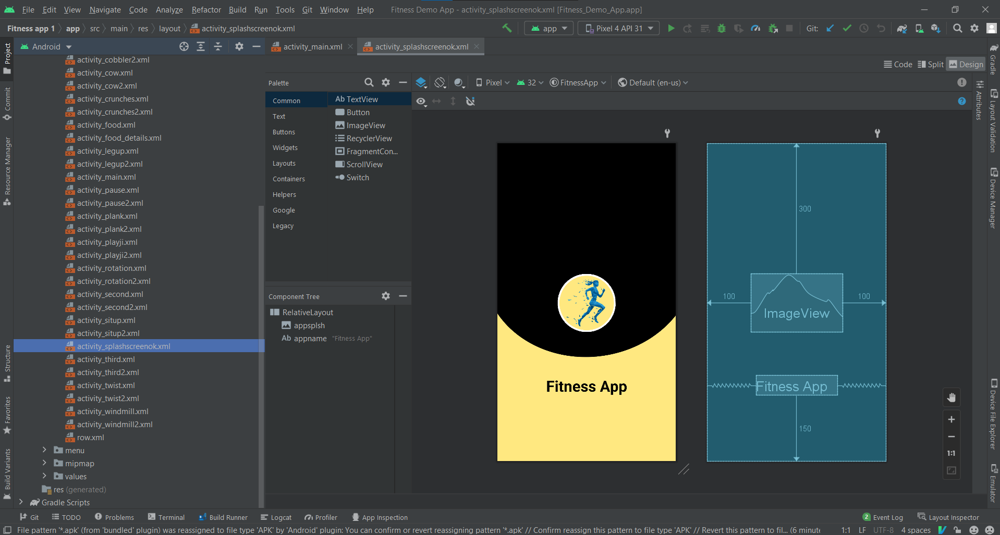 File Edit View Navigate Code Analyze Refactor Build Run Tools Git Window Help Fitness Demo App - activity_splashscreenok.xml [Fitness_Demo_App.app]
Fitness app 1 app src main res layout activity_splashscreenok.xml app Pixel 4 API 31 Git:
Android activity_main.xml activity_splashscreenok.xml
Code Split Design
Project
Commit
Resource Manager
Structure
Favorites
Build Variants
activity_cobbler2.xml
activity_cow.xml
activity_cow2.xml
activity_crunches.xml
activity_crunches2.xml
activity_food.xml
activity_food_details.xml
activity_legup.xml
activity_legup2.xml
activity_main.xml
activity_pause.xml
activity_pause2.xml
activity_plank.xml
activity_plank2.xml
activity_playji.xml
activity_playji2.xml
activity_rotation.xml
activity_rotation2.xml
activity_second.xml
activity_second2.xml
activity_situp.xml
activity_situp2.xml
activity_splashscreenok.xml
activity_third.xml
activity_third2.xml
activity_twist.xml
activity_twist2.xml
activity_windmill.xml
activity_windmill2.xml
row.xml
menu
mipmap
values
res (generated)
Gradle Scripts
Palette
Common
Text
Buttons
Widgets
Layouts
Containers
Helpers
Google
Legacy
Ab TextView
Button
ImageView
RecyclerView
FragmentCon...
ScrollView
Switch
Component Tree
RelativeLayout
appsplsh
Ab appname "Fitness App"
Pixel 32 FitnessApp Default (en-us)
Fitness App
300
100 100
ImageView
Fitness App
150
1:1
Attributes
Gradle
Layout Validation
Device Manager
Device File Explorer
Emulator
Git TODO Problems Terminal Build Runner Logcat Profiler App Inspection 2 Event Log Layout Inspector
File pattern '*.apk' (from 'bundled' plugin) was reassigned to file type 'APK' by 'Android' plugin: You can confirm or revert reassigning pattern '*.apk' // Confirm reassign this pattern to file type 'APK' // Revert this pattern to fil... (6 minute 1:1 LF UTF-8 4 spaces